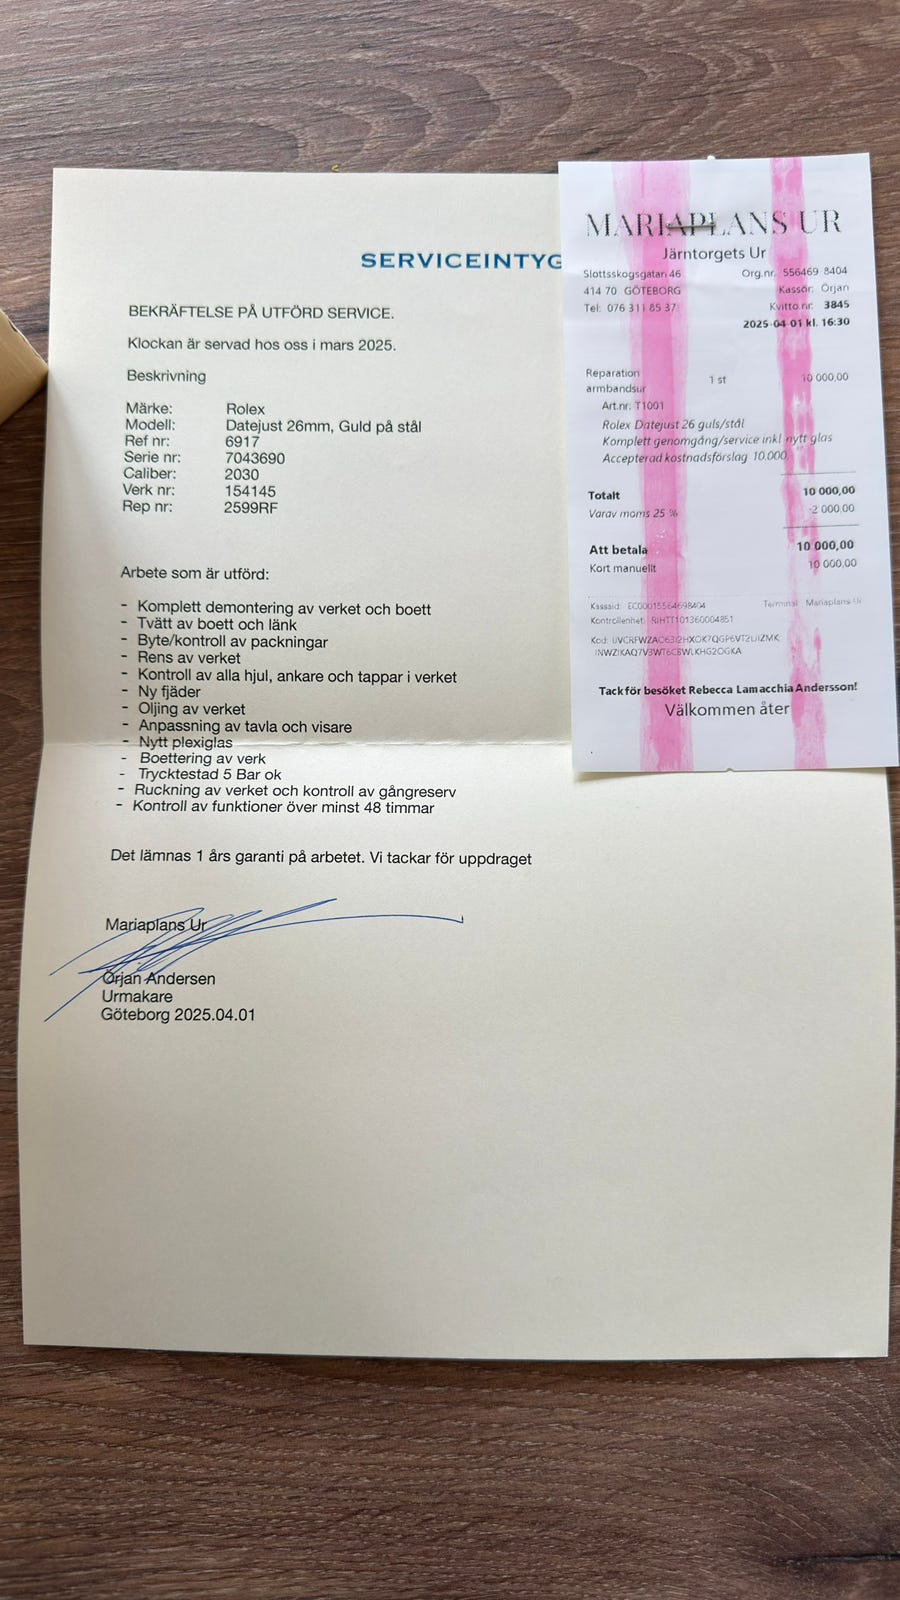 SERVICEINTYG
BEKRÄFTELSE PÅ UTFÖRD SERVICE.
Klockan är servad hos oss i mars 2025.
Beskrivning
Märke: Rolex
Modell: Datejust 26mm, Guld på stål
Ref nr: 6917
Serie nr: 7043690
Caliber: 2030
Verk nr: 154145
Rep nr: 2599RF
Arbete som är utförd:
- Komplett demontering av verket och boett
- Tvätt av boett och länk
- Byte/kontroll av packningar
- Rens av verket
- Kontroll av alla hjul, ankare och tappar i verket
- Ny fjäder
- Oljing av verket
- Anpassning av tavla och visare
- Nytt plexiglas
- Boettering av verk
- Trycktestad 5 Bar ok
- Ruckning av verket och kontroll av gångreserv
- Kontroll av funktioner över minst 48 timmar
Det lämnas 1 års garanti på arbetet. Vi tackar för uppdraget
Mariaplans Ur
Örjan Andersen
Urmakare
Göteborg 2025.04.01
MARIAPLANS UR
Järntorgets Ur
Slottsskogsgatan 46 Org.nr. 556469-8404
414 70 GÖTEBORG Kassör: Örjan
Tel: 076 311 85 37 Kvitto.nr. 3845
2025-04-01 kl. 16:30
Reparation
armbandsur 1 st 10 000,00
Art.nr: T1001
Rolex Datejust 26 guls/stål
Komplett genomgång/service inkl nytt glas
Accepterad kostnadsförslag 10.000,
Totalt 10 000,00
Varav moms 25 % 2 000,00
Att betala 10 000,00
Kort manuellt 10 000,00
Kassaid: EC00015564698404 Terminal: Mariaplans Ur
Kontrollenhet: RIHTT101360004851
Kod:
Tack för besöket Rebecca Lamacchia Andersson!
Välkommen åter